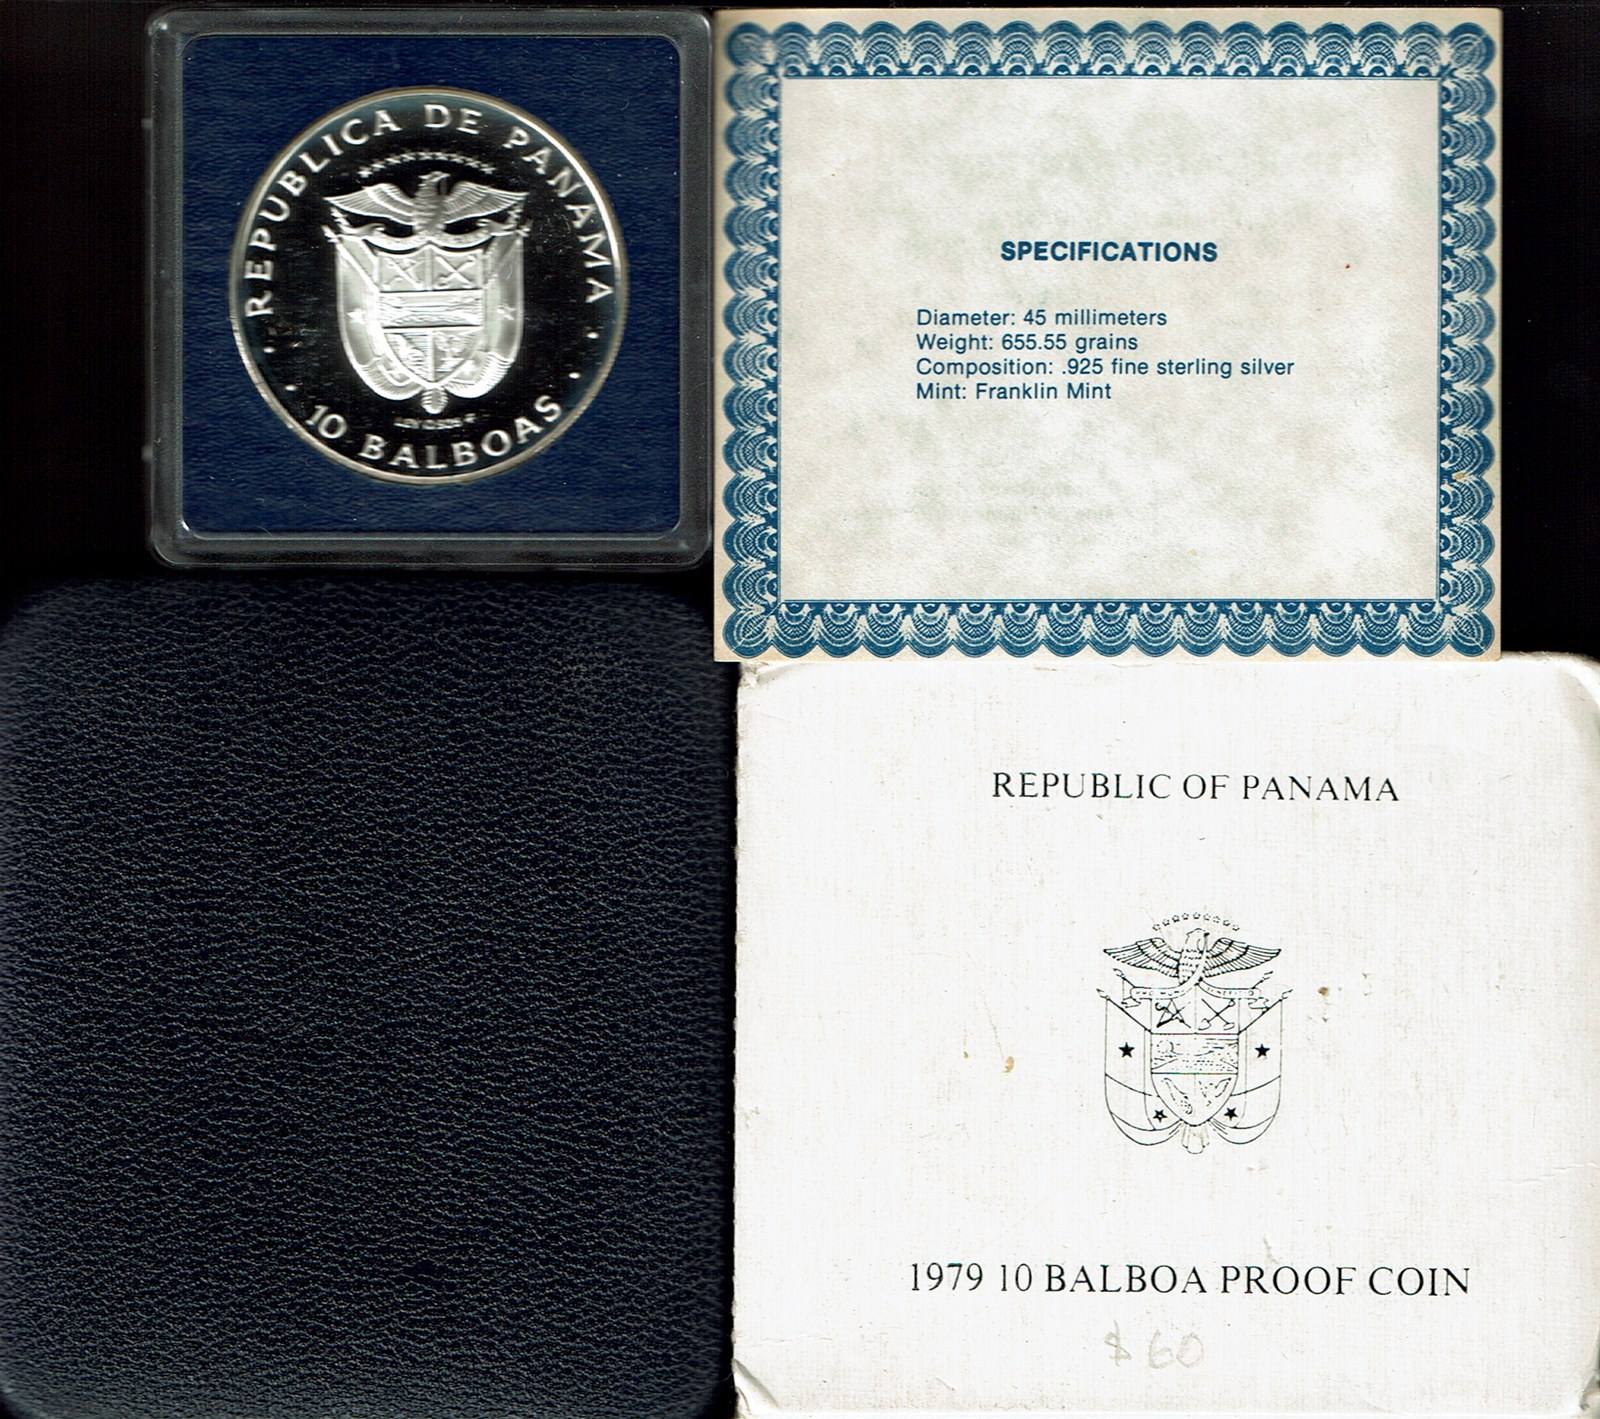 REPUBLICA DE PANAMA
10 BALBOAS
SPECIFICATIONS
Diameter: 45 millimeters
Weight: 655.55 grains
Composition: .925 fine sterling silver
Mint: Franklin Mint
REPUBLIC OF PANAMA
1979 10 BALBOA PROOF COIN
$60